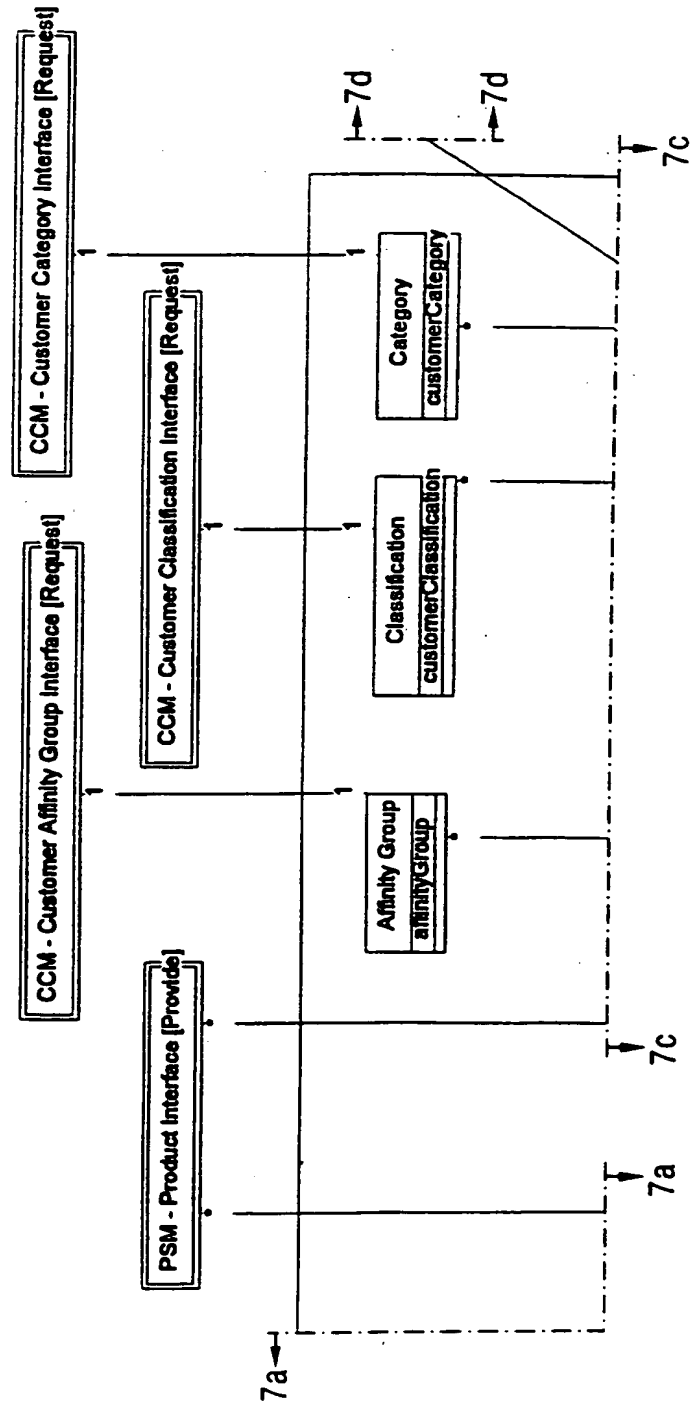 CCM - Customer Affinity Group Interface [Request]
CCM - Customer Category Interface [Request]
PSM - Product Interface [Provide]
CCM - Customer Classification Interface [Request]
1
1
1
*
*
7a
1
1
1
7d
7d
Affinity Group
affinityGroup
*
Classification
customerClassification
*
Category
customerCategory
*
7a
7c
7c